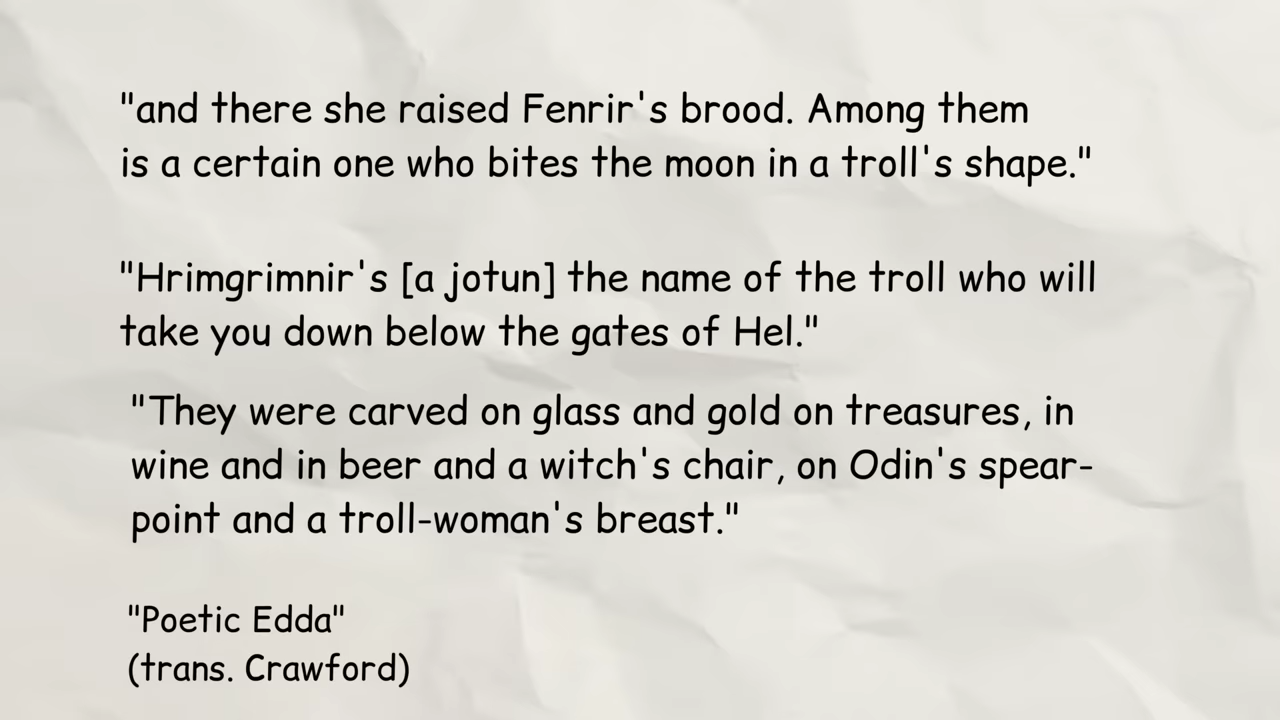 "and there she raised Fenrir's brood. Among them
is a certain one who bites the moon in a troll's shape."
"Hrimgrimnir's [a jotun] the name of the troll who will
take you down below the gates of Hel."
"They were carved on glass and gold on treasures, in
wine and in beer and a witch's chair, on Odin's spear-
point and a troll-woman's breast."
"Poetic Edda"
(trans. Crawford)